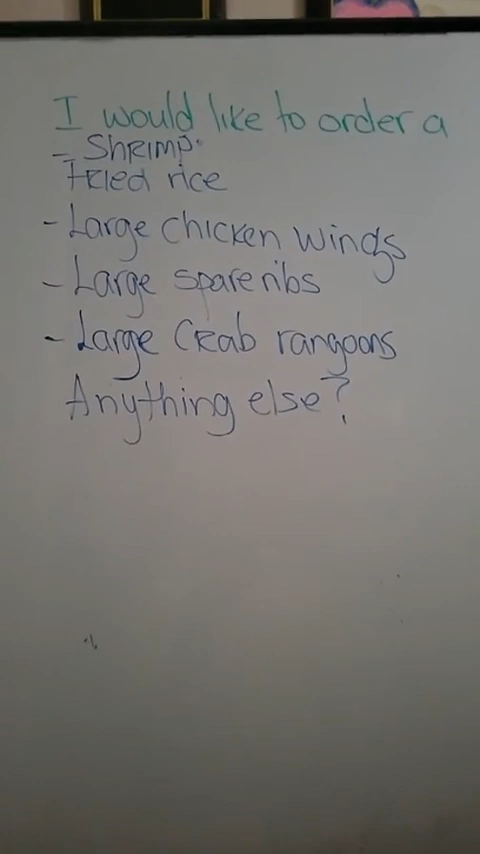 I would like to order a
- Shrimp
Fried rice
- Large chicken wings
- Large spare ribs
- Large Crab rangoons
Anything else?